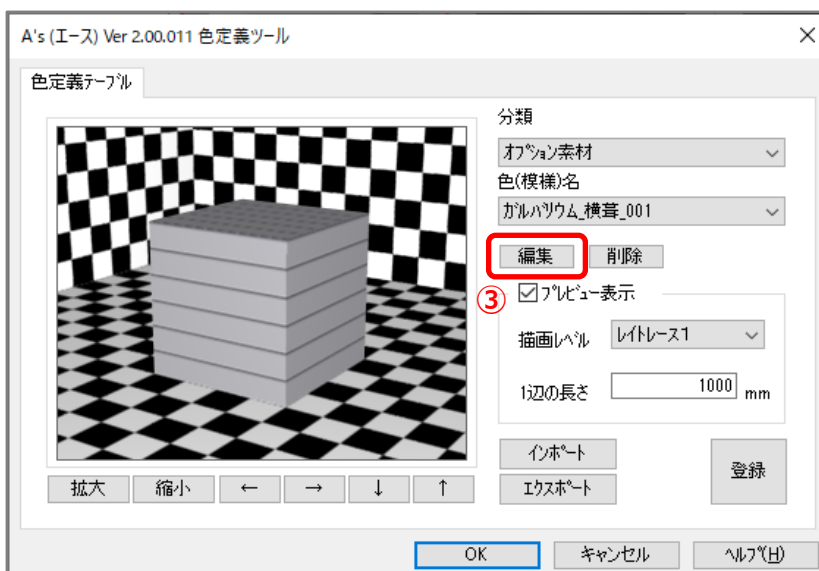 A's (エース) Ver 2.00.011 色定義ツール
色定義ﾃｰﾌﾞﾙ
分類
ｵﾌﾟｼｮﾝ素材
色(模様)名
ｶﾞﾙﾊﾞﾘｳﾑ_横葺_001
編集
削除
③
ﾌﾟﾚﾋﾞｭｰ表示
描画ﾚﾍﾞﾙ
ﾚｲﾄﾚｰｽ1
1辺の長さ
1000
mm
ｲﾝﾎﾟｰﾄ
ｴｸｽﾎﾟｰﾄ
登録
拡大
縮小
←
→
↓
↑
OK
ｷｬﾝｾﾙ
ﾍﾙﾌﾟ(H)